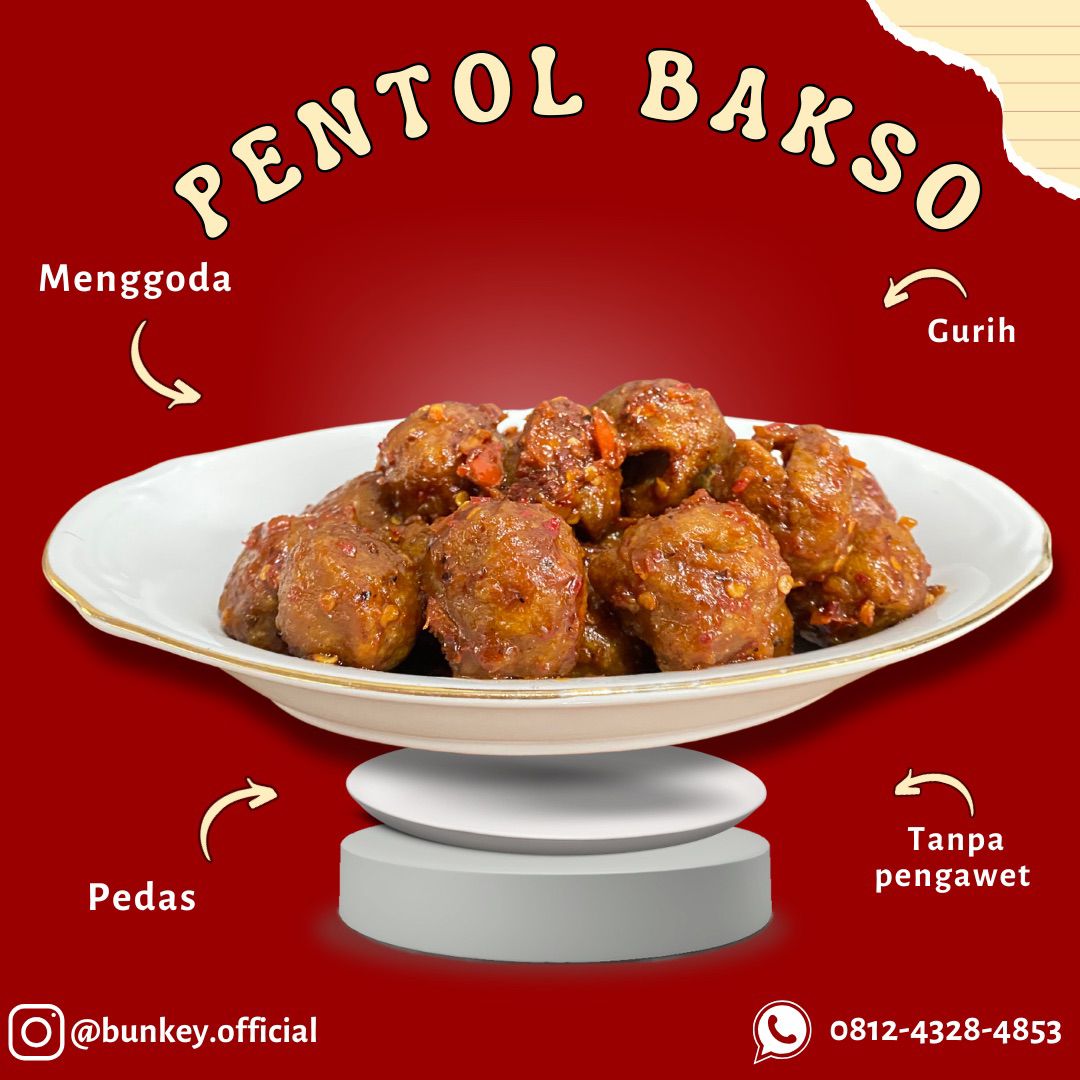 PENTOL BAKSO
Menggoda
Gurih
Pedas
Tanpa
pengawet
@bunkey.official
0812-4328-4853